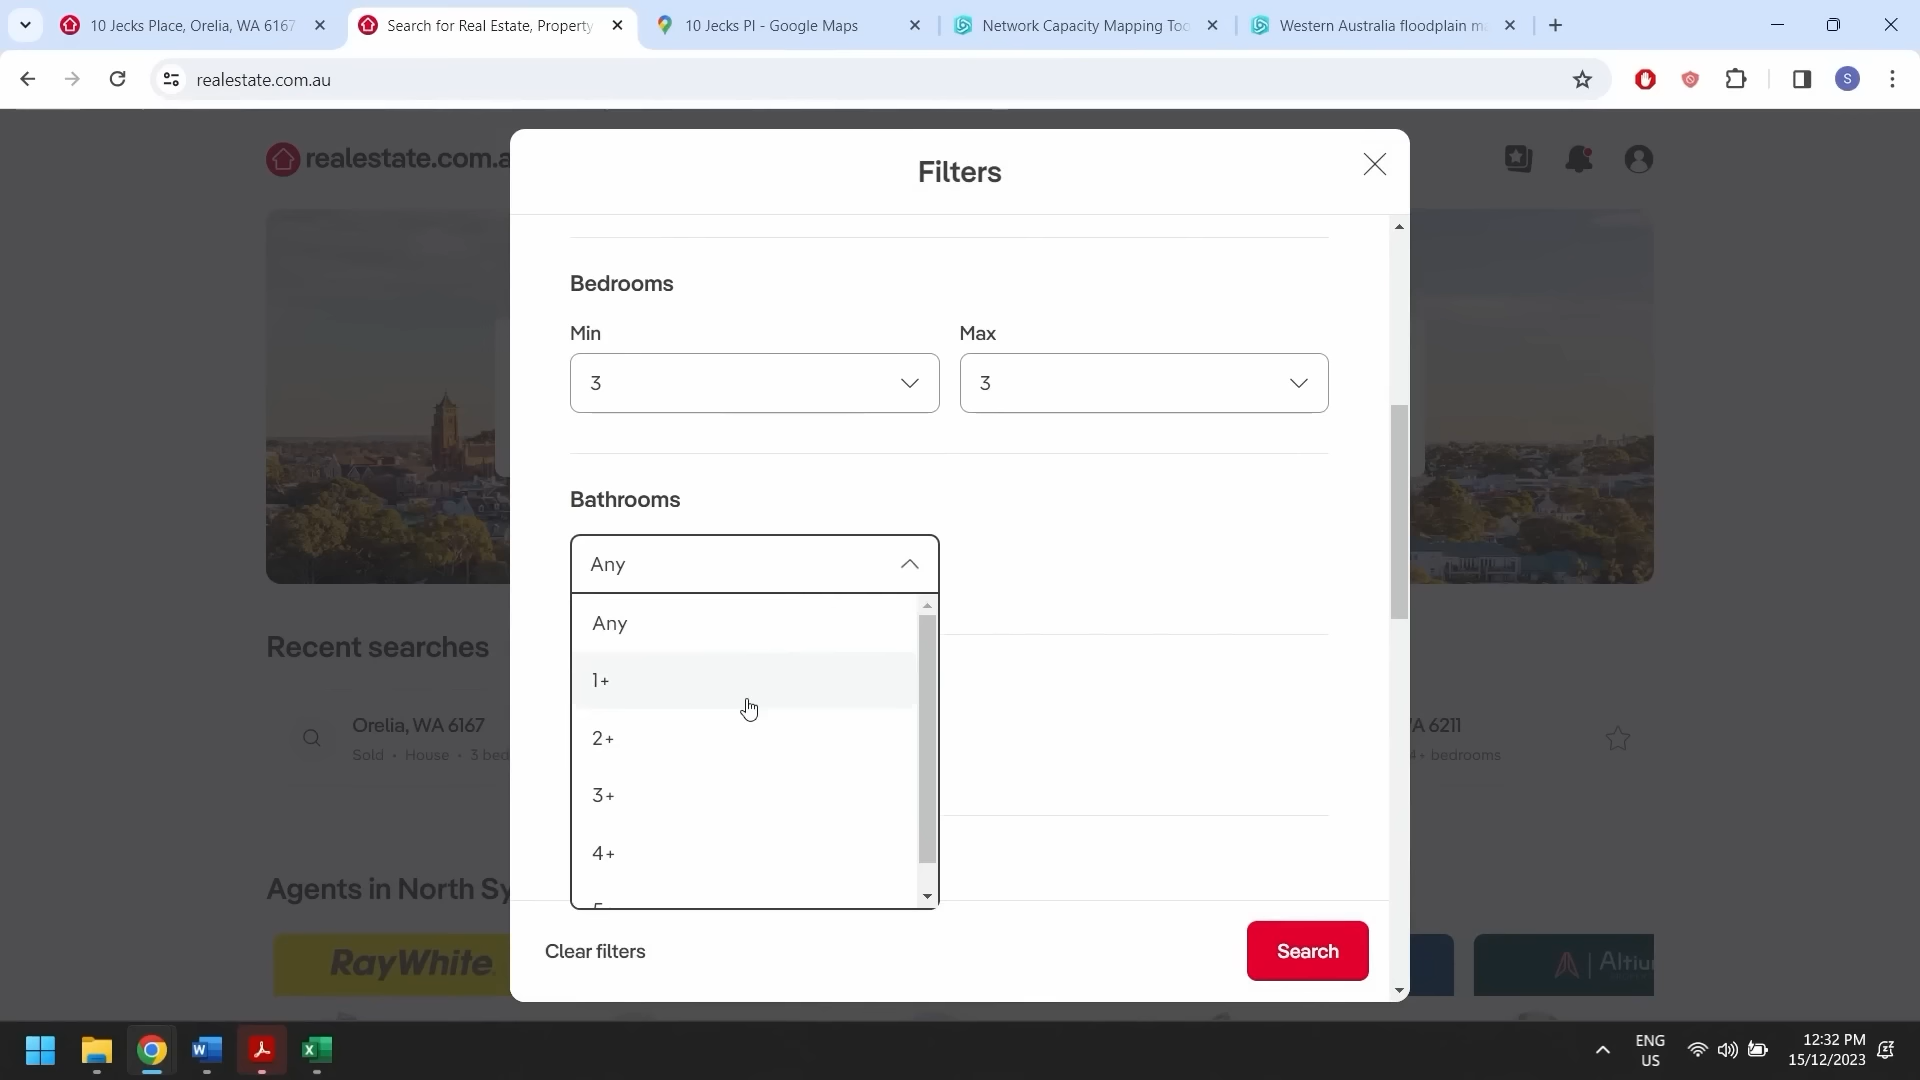 10 Jecks Place, Orelia, WA 6167
Search for Real Estate, Property
10 Jecks Pl - Google Maps
Network Capacity Mapping Too
Western Australia floodplain ma
realestate.com.au
S
realestate.com.a
Filters
Bedrooms
Min
Max
3
3
Bathrooms
Any
Any
1+
2+
3+
4+
Recent searches
Orelia, WA 6167
Sold • House • 3 bed
A 6211
4+ bedrooms
Agents in North Sy
RayWhite.
Altiu
Clear filters
Search
ENG
US
12:32 PM
15/12/2023